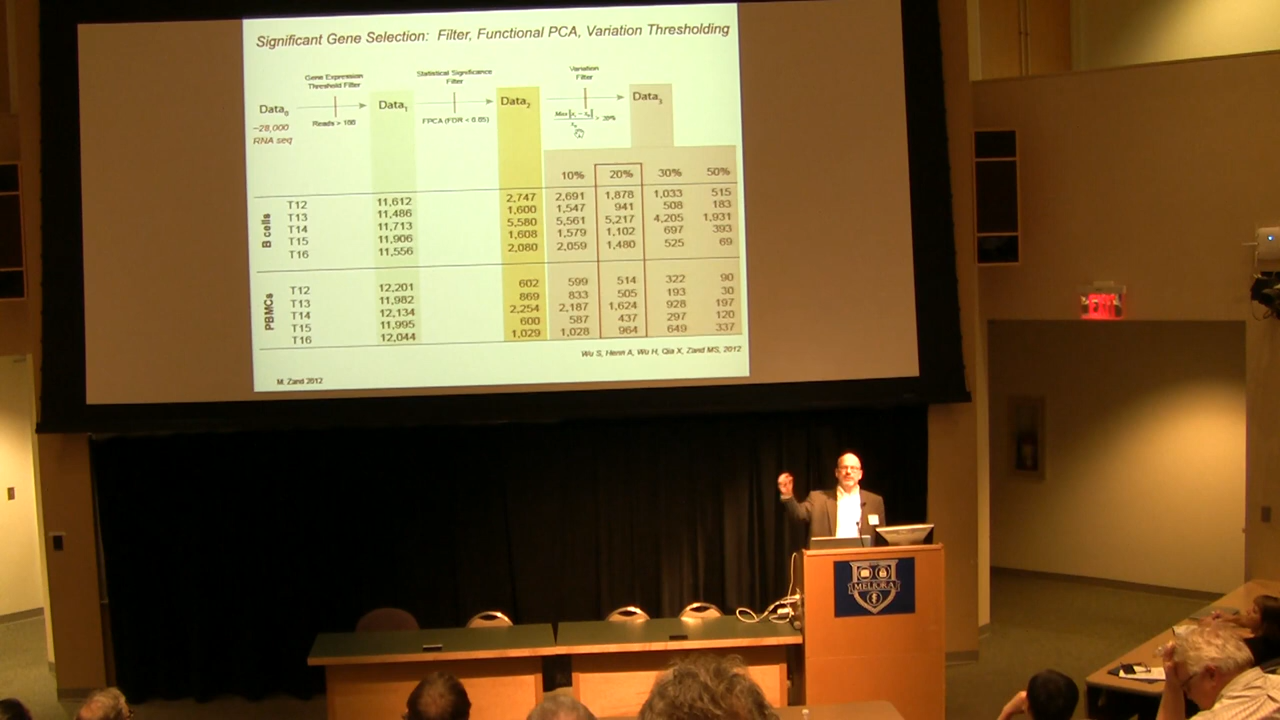 Significant Gene Selection: Filter, Functional PCA, Variation Thresholding
Gene Expression Threshold Filter
Statistical Significance Filter
Variation Filter
Data0
Data1
Data2
Data3
~28,000
RNA seq
Reads > 100
FPCA (FDR < 0.05)
> 20%
10% 20% 30% 50%
B cells
T12 11,612 2,747 2,691 1,878 1,033 515
T13 11,486 1,600 1,547 941 508 183
T14 11,713 5,580 5,561 5,217 4,205 1,931
T15 11,906 1,608 1,579 1,102 697 393
T16 11,556 2,080 2,059 1,480 525 69
PBMCs
T12 12,201 602 599 514 322 90
T13 11,982 869 833 505 193 30
T14 12,134 2,254 2,187 1,624 928 197
T15 11,995 600 587 437 297 120
T16 12,044 1,029 1,028 964 649 337
Wu S, Henn A, Wu H, Qiu X, Zand MS, 2012
M. Zand 2012
EXIT
MELIORA